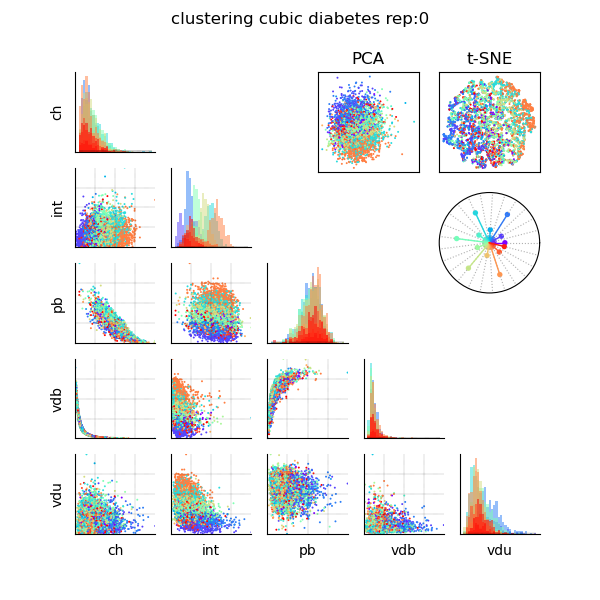 clustering cubic diabetes rep:0
PCA
t-SNE
ch
int
pb
vdb
vdu
ch
int
pb
vdb
vdu